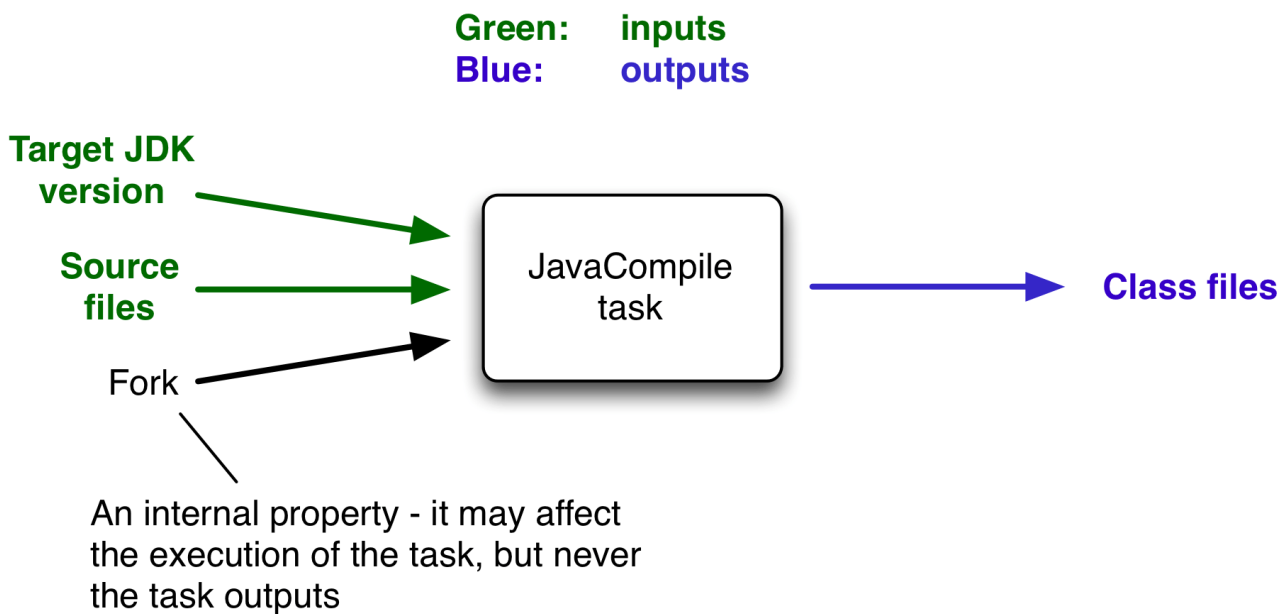 Green: inputs
Blue: outputs
Target JDK
version
Source
files
Fork
JavaCompile
task
Class files
An internal property - it may affect
the execution of the task, but never
the task outputs